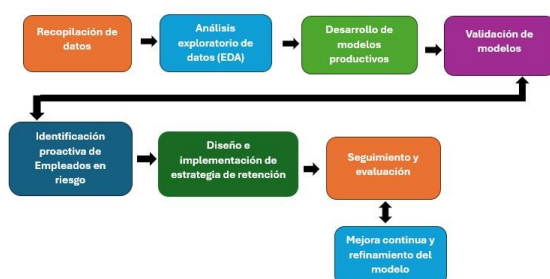 Recopilación de
datos
Análisis
exploratorio de
datos (EDA)
Desarrollo de
modelos
productivos
Validación de
modelos
Identificación
proactiva de
Empleados en
riesgo
Diseño e
implementación de
estrategia de retención
Seguimiento y
evaluación
Mejora continua y
refinamiento del
modelo